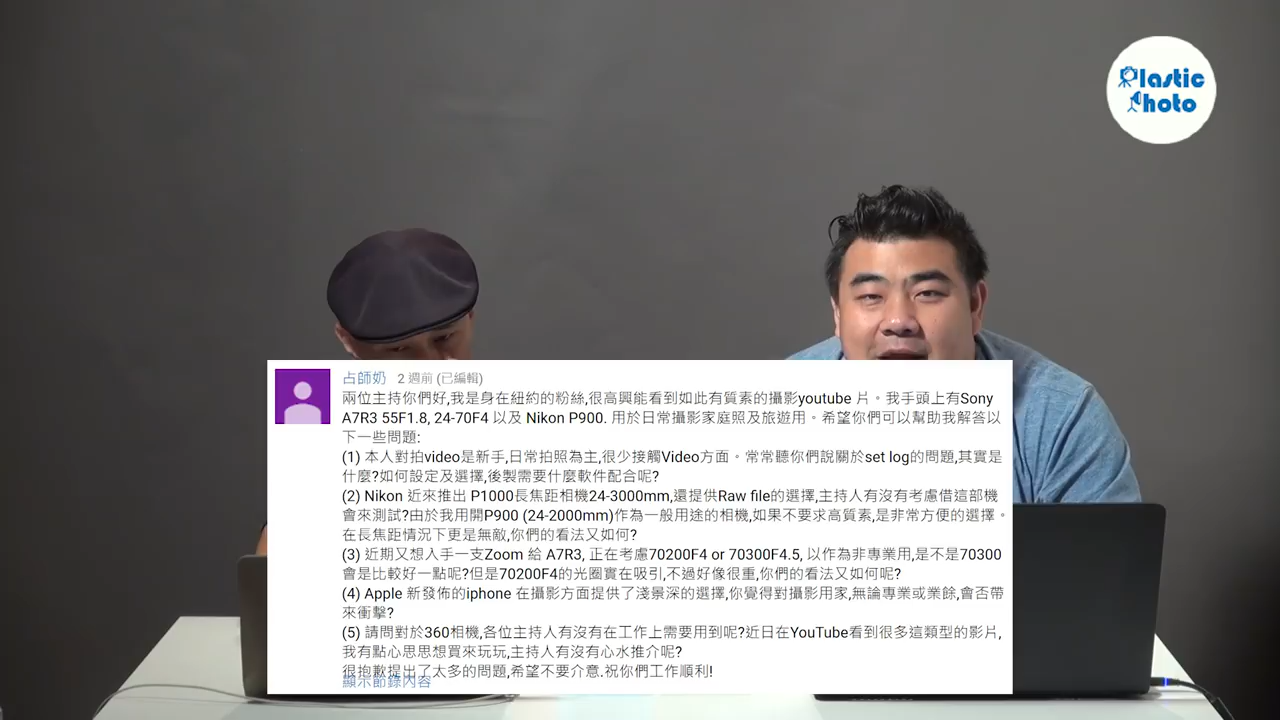 Plastic
Photo
占師奶 2 週前 (已編輯)
兩位主持你們好,我是身在紐約的粉絲,很高興能看到如此有質素的攝影youtube 片。我手頭上有Sony
A7R3 55F1.8, 24-70F4 以及 Nikon P900. 用於日常攝影家庭照及旅遊用。希望你們可以幫助我解答以
下一些問題:
(1) 本人對拍video是新手,日常拍照為主,很少接觸Video方面。常常聽你們說關於set log的問題,其實是
什麼?如何設定及選擇,後製需要什麼軟件配合呢?
(2) Nikon 近來推出 P1000長焦距相機24-3000mm,還提供Raw file的選擇,主持人有沒有考慮借這部機
會來測試?由於我用開P900 (24-2000mm)作為一般用途的相機,如果不要求高質素,是非常方便的選擇。
在長焦距情況下更是無敵,你們的看法又如何?
(3) 近期又想入手一支Zoom 給 A7R3, 正在考慮70200F4 or 70300F4.5, 以作為非專業用,是不是70300
會是比較好一點呢?但是70200F4的光圈實在吸引,不過好像很重,你們的看法又如何呢?
(4) Apple 新發佈的iphone 在攝影方面提供了淺景深的選擇,你覺得對攝影用家,無論專業或業餘,會否帶
來衝擊?
(5) 請問對於360相機,各位主持人有沒有在工作上需要用到呢?近日在YouTube看到很多這類型的影片,
我有點心思思想買來玩玩,主持人有沒有心水推介呢?
很抱歉提出了太多的問題,希望不要介意.祝你們工作順利!
顯示部分內容